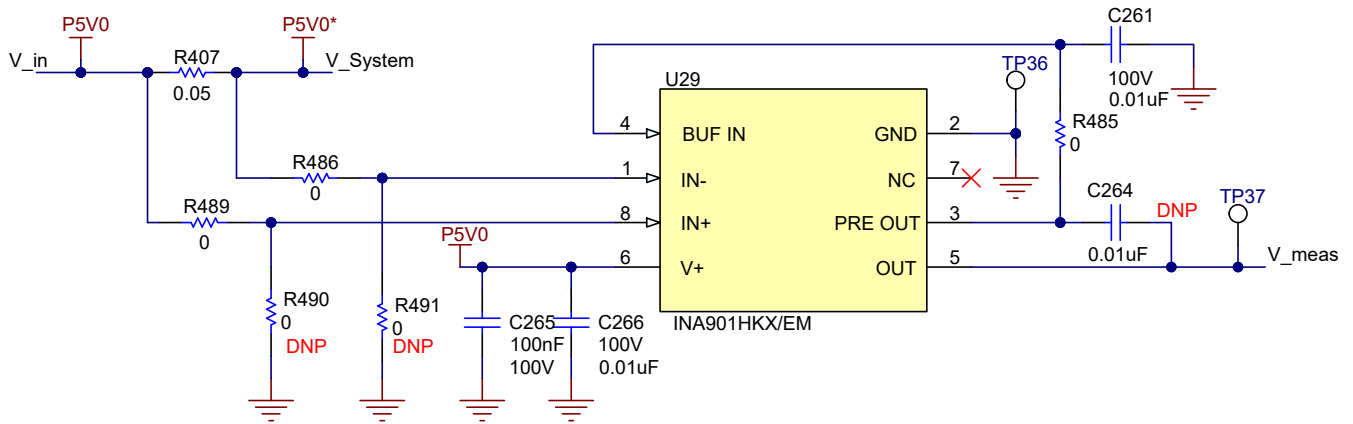 P5V0
P5V0*
V_in
R407
V_System
0.05
C261
100V
0.01uF
TP36
U29
4
BUF IN
GND
2
R485
0
R486
0
1
IN-
NC
7
R489
0
8
IN+
PRE OUT
3
C264
DNP
0.01uF
TP37
P5V0
6
V+
OUT
5
V_meas
R490
0
DNP
R491
0
DNP
C265
100nF
100V
C266
100V
0.01uF
INA901HKX/EM